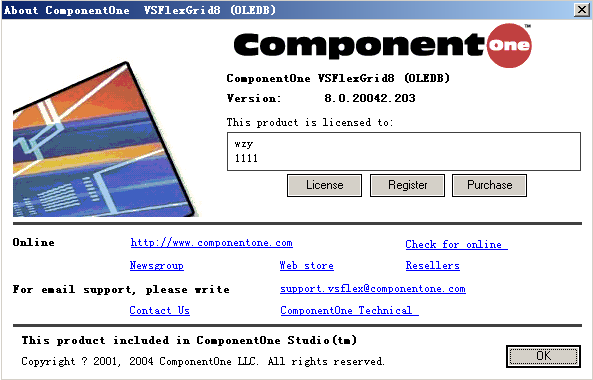 About ComponentOne VSFlexGrid8 (OLEDB)
ComponentOne™
ComponentOne VSFlexGrid8 (OLEDB)
Version: 8.0.20042.203
This product is licensed to:
wzy
1111
License Register Purchase
Online http://www.componentone.com Check for online
Newsgroup Web store Resellers
For email support, please write support.vsflex@componentone.com
Contact Us ComponentOne Technical
This product included in ComponentOne Studio(tm)
Copyright ? 2001, 2004 ComponentOne LLC. All rights reserved.
OK